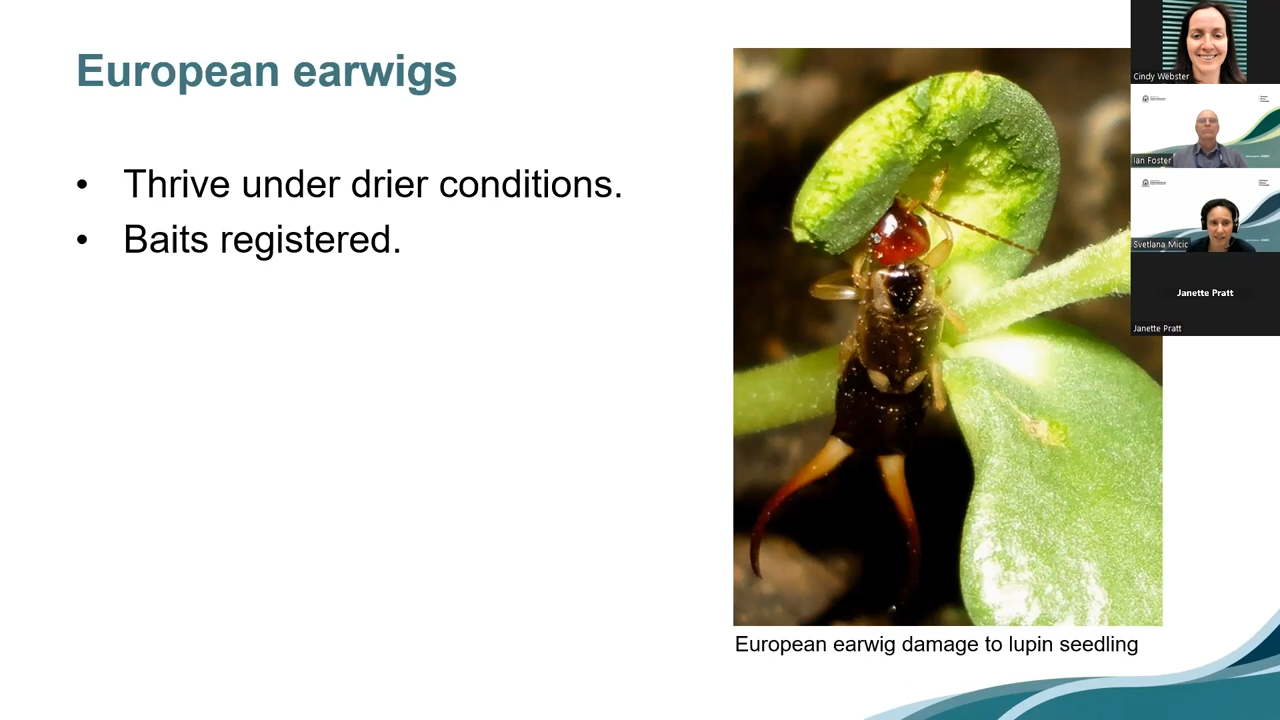 European earwigs
• Thrive under drier conditions.
• Baits registered.
European earwig damage to lupin seedling
Cindy Webster
Ian Foster
Svetlana Micic
Janette Pratt
Janette Pratt